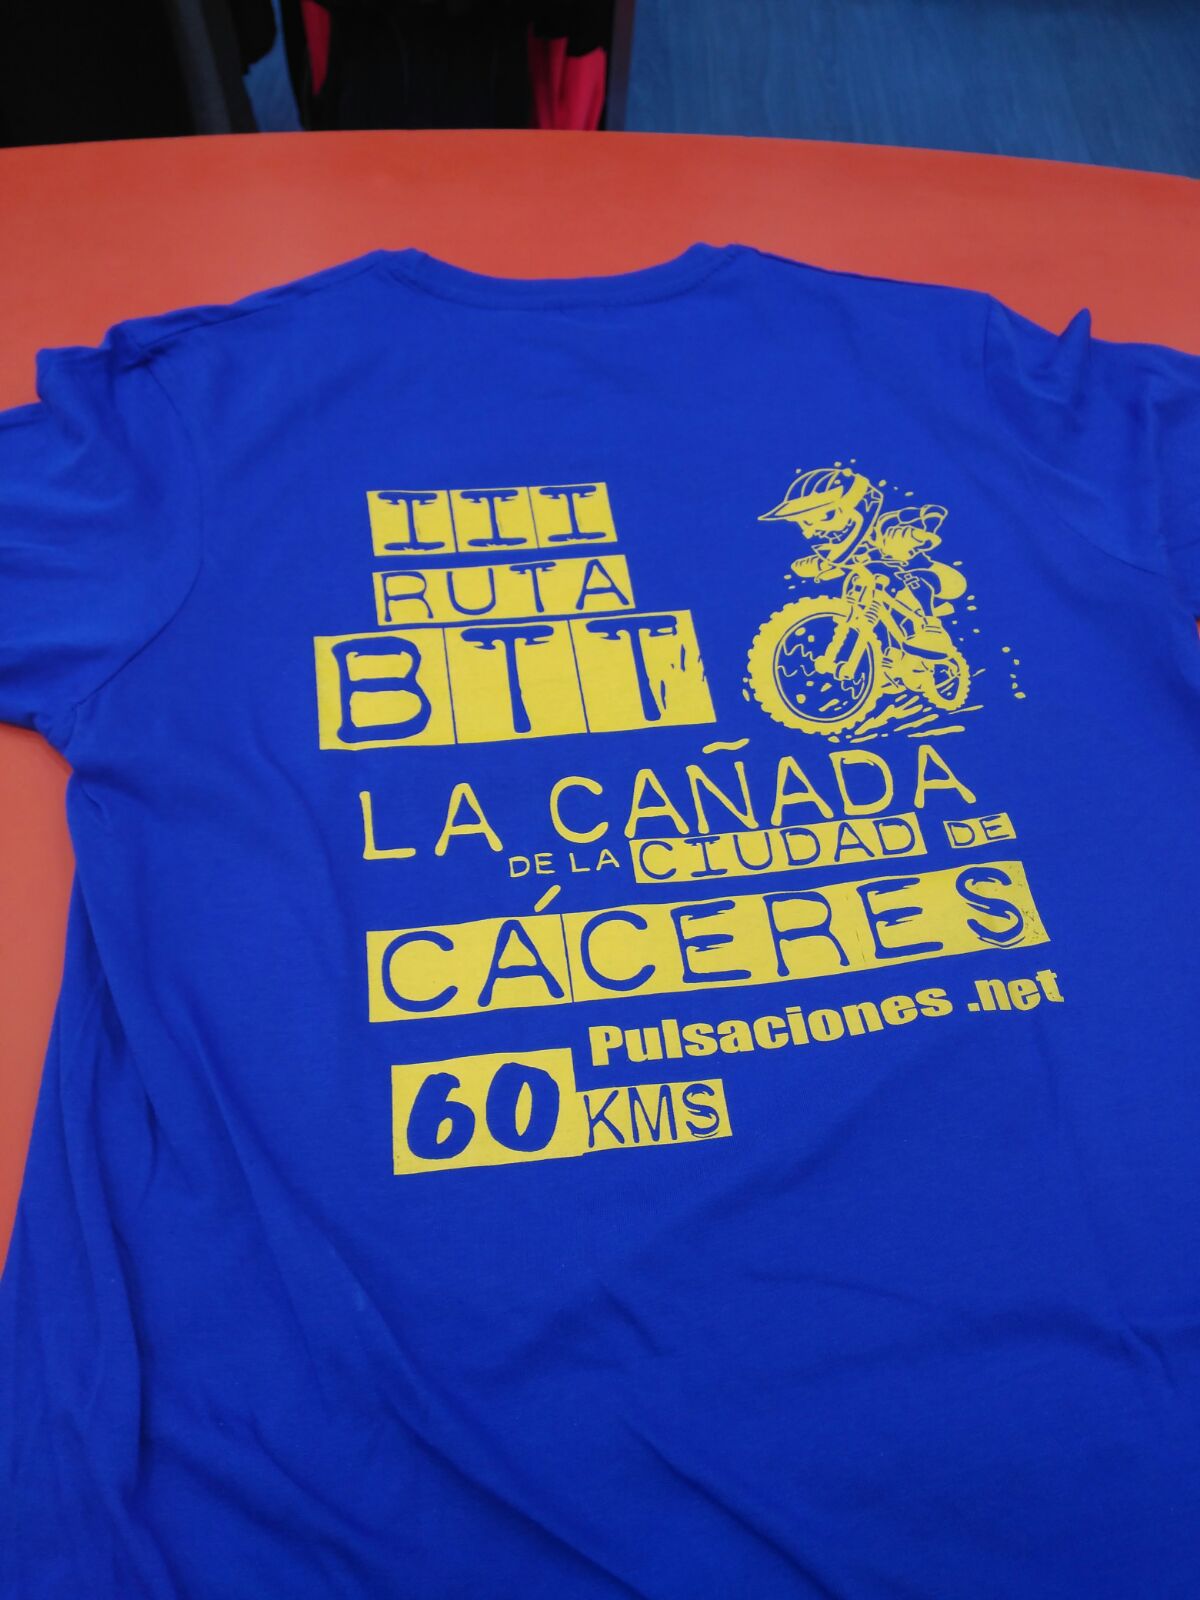 III
RUTA
BTT
LA CAÑADA
DE LA CIUDAD DE
CÁCERES
Pulsaciones .net
60 KMS